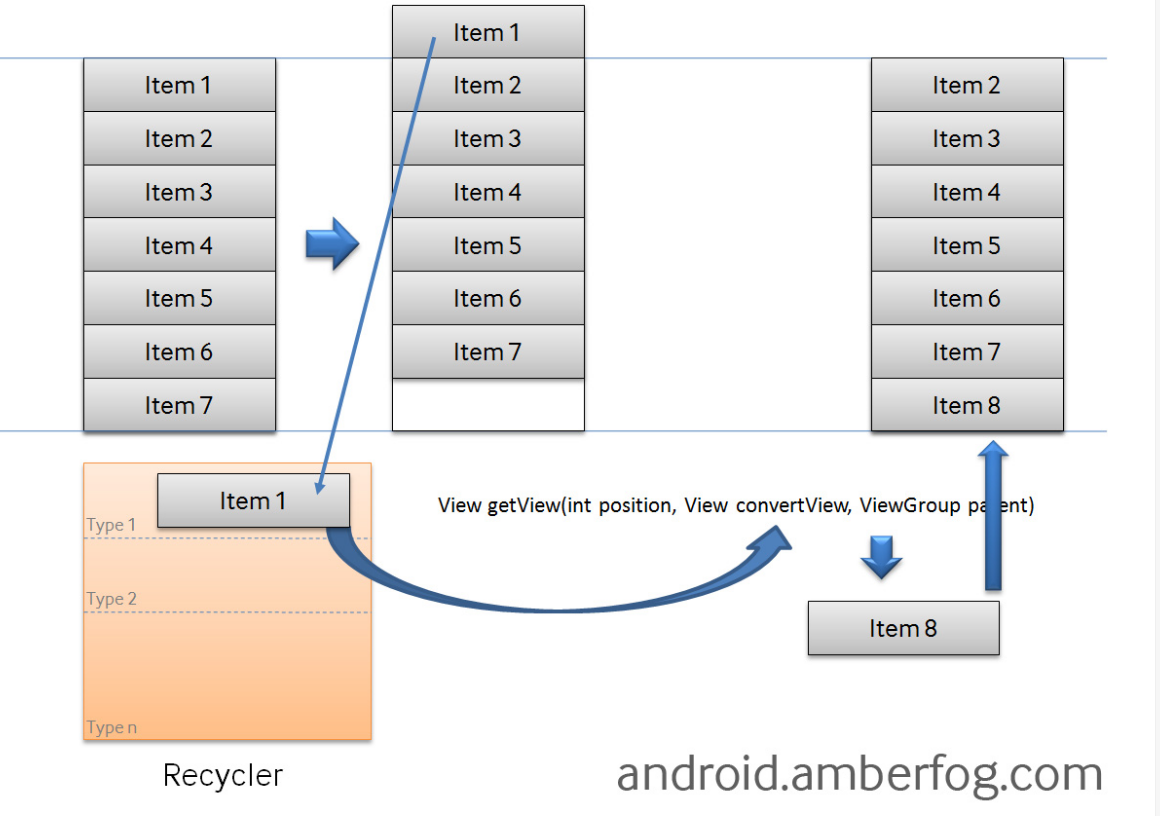 Item 1
Item 2
Item 3
Item 4
Item 5
Item 6
Item 7
Item 1
Item 2
Item 3
Item 4
Item 5
Item 6
Item 7
Item 2
Item 3
Item 4
Item 5
Item 6
Item 7
Item 8
Item 1
Type 1
Type 2
Type n
Recycler
View getView(int position, View convertView, ViewGroup parent)
Item 8
android.amberfog.com